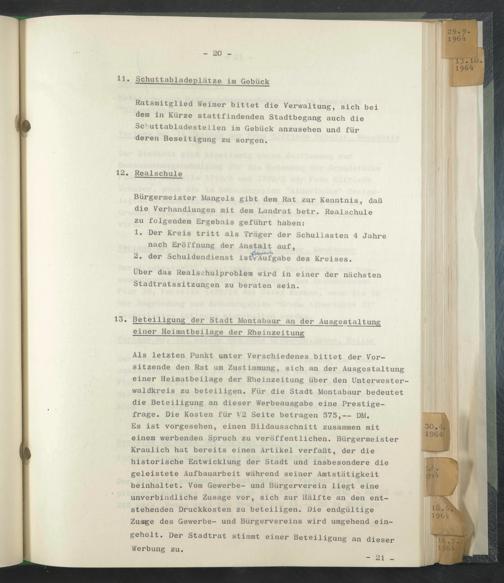 - 20 -
29.9.
1964
13.10.
1964
11. Schuttabladeplätze im Gebück
Ratsmitglied Weimer bittet die Verwaltung, sich bei
dem in Kürze stattfindenden Stadtbegang auch die
Schuttabladestellen im Gebück anzusehen und für
deren Beseitigung zu sorgen.
12. Realschule
Bürgermeister Mangels gibt dem Rat zur Kenntnis, daß
die Verhandlungen mit dem Landrat betr. Realschule
zu folgendem Ergebnis geführt haben:
1. Der Kreis tritt als Träger der Schullasten 4 Jahre
nach Eröffnung der Anstalt auf,
2. der Schuldendienst ist Aufgabe des Kreises.
Über das Realschulproblem wird in einer der nächsten
Stadtratssitzungen zu beraten sein.
13. Beteiligung der Stadt Montabaur an der Ausgestaltung
einer Heimatbeilage der Rheinzeitung
Als letzten Punkt unter Verschiedenes bittet der Vor-
sitzende den Rat um Zustimmung, sich an der Ausgestaltung
einer Heimatbeilage der Rheinzeitung über den Unterwester-
waldkreis zu beteiligen. Für die Stadt Montabaur bedeutet
die Beteiligung an dieser Werbeausgabe eine Prestige-
frage. Die Kosten für 1/2 Seite betragen 575,-- DM.
Es ist vorgesehen, einen Bildausschnitt zusammen mit
einem werbenden Spruch zu veröffentlichen. Bürgermeister
Kraulich hat bereits einen Artikel verfaßt, der die
historische Entwicklung der Stadt und insbesondere die
geleistete Aufbauarbeit während seiner Amtstätigkeit
beinhaltet. Vom Gewerbe- und Bürgerverein liegt eine
unverbindliche Zusage vor, sich zur Hälfte an den ent-
stehenden Druckkosten zu beteiligen. Die endgültige
Zusage des Gewerbe- und Bürgervereins wird umgehend ein-
geholt. Der Stadtrat stimmt einer Beteiligung an dieser
Werbung zu.
- 21 -
1964
1964